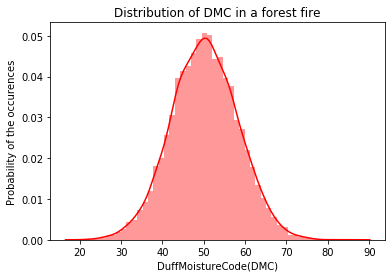 Distribution of DMC in a forest fire
Probability of the occurences
0.05
0.04
0.03
0.02
0.01
0.00
20 30 40 50 60 70 80 90
DuffMoistureCode(DMC)